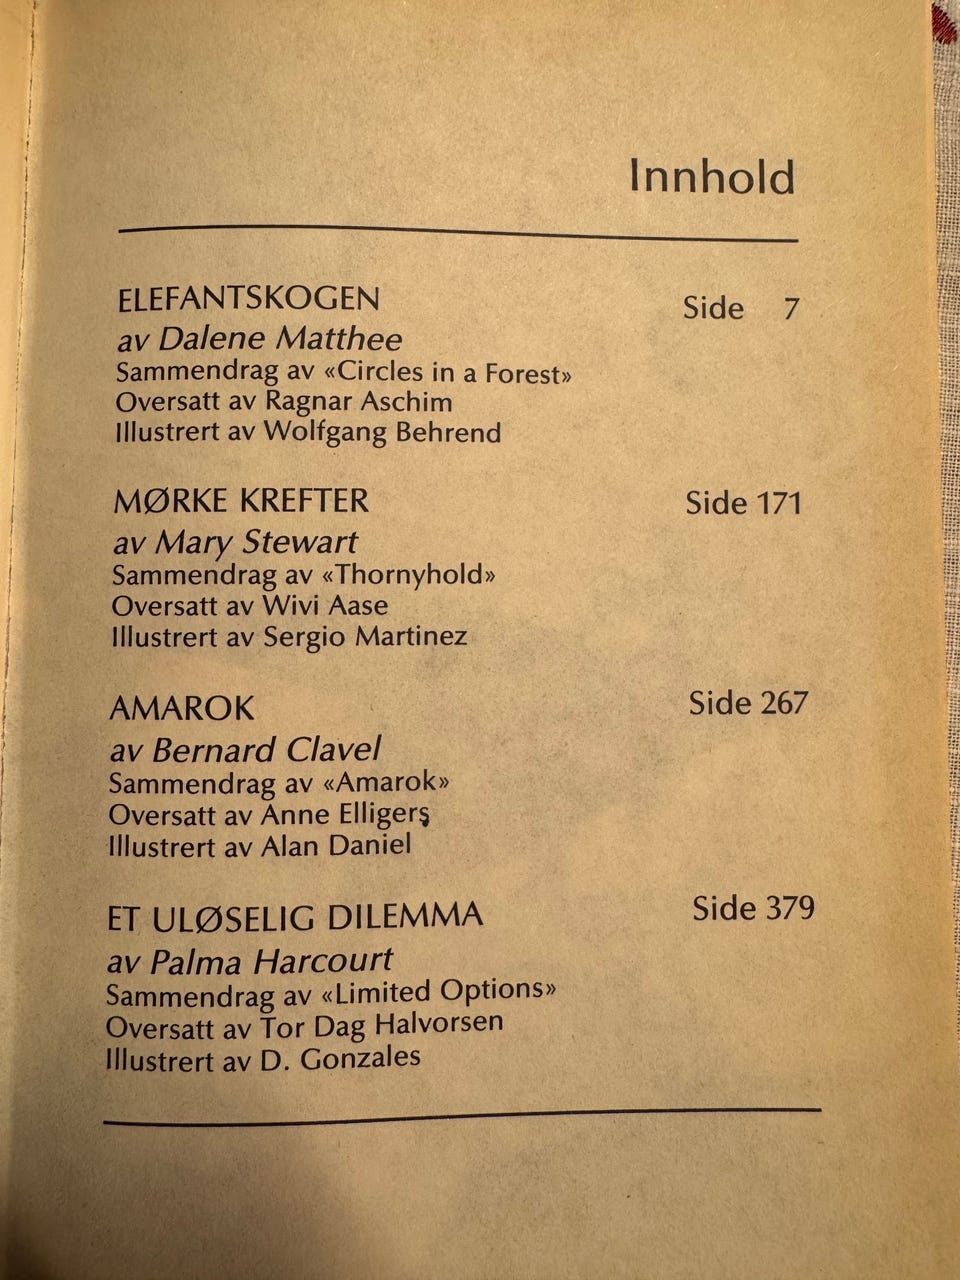 Innhold
ELEFANTSKOGEN Side 7
av Dalene Matthee
Sammendrag av «Circles in a Forest»
Oversatt av Ragnar Aschim
Illustrert av Wolfgang Behrend
MØRKE KREFTER Side 171
av Mary Stewart
Sammendrag av «Thornyhold»
Oversatt av Wivi Aase
Illustrert av Sergio Martinez
AMAROK Side 267
av Bernard Clavel
Sammendrag av «Amarok»
Oversatt av Anne Elligers
Illustrert av Alan Daniel
ET ULØSELIG DILEMMA Side 379
av Palma Harcourt
Sammendrag av «Limited Options»
Oversatt av Tor Dag Halvorsen
Illustrert av D. Gonzales